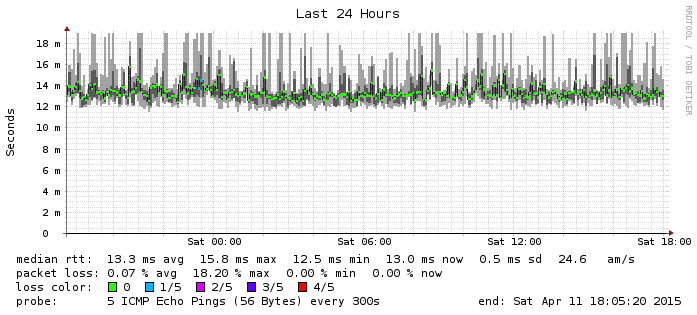 Last 24 Hours
RRDTOOL / TOBI OETIKER
Seconds
18 m
16 m
14 m
12 m
10 m
8 m
6 m
4 m
2 m
0
Sat 00:00 Sat 06:00 Sat 12:00 Sat 18:00
median rtt: 13.3 ms avg 15.8 ms max 12.5 ms min 13.0 ms now 0.5 ms sd 24.6 am/s
packet loss: 0.07 % avg 18.20 % max 0.00 % min 0.00 % now
loss color: 0 1/5 2/5 3/5 4/5
probe: 5 ICMP Echo Pings (56 Bytes) every 300s end: Sat Apr 11 18:05:20 2015